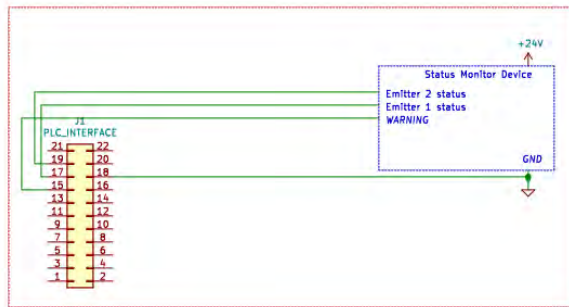 +24V
Status Monitor Device
Emitter 2 status
Emitter 1 status
WARNING
J1
PLC_INTERFACE
21 22
19 20
17 18
15 16
13 14
11 12
9 10
7 8
5 6
3 4
1 2
GND